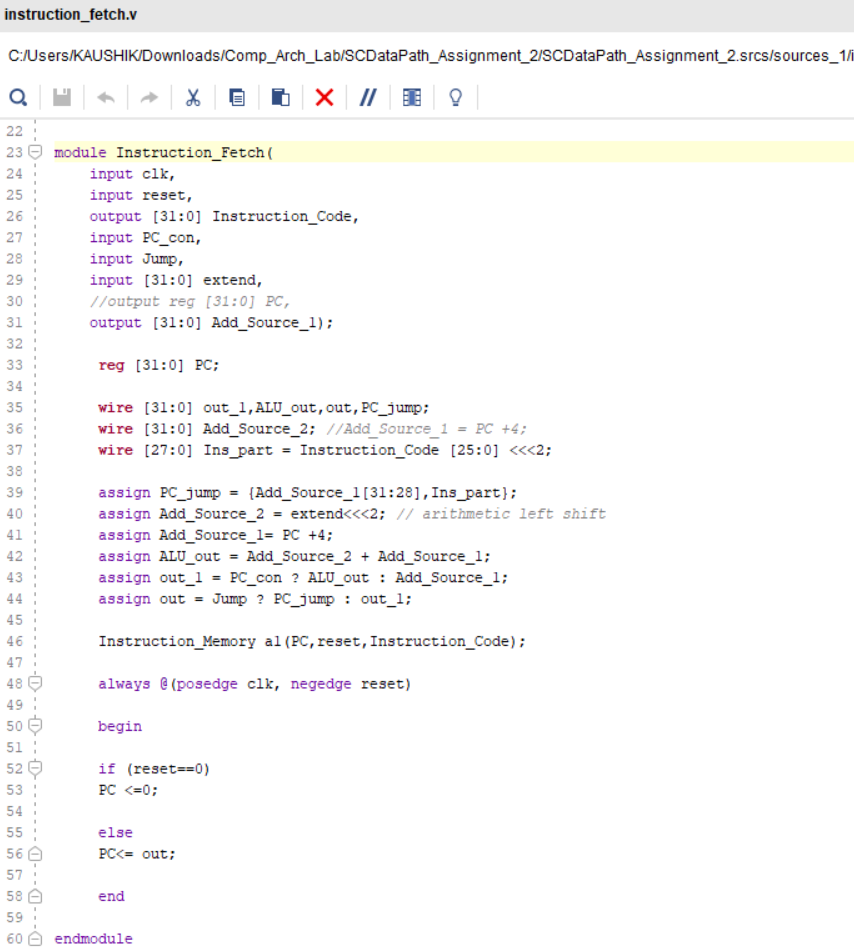 instruction_fetch.v
C:/Users/KAUSHIK/Downloads/Comp_Arch_Lab/SCDataPath_Assignment_2/SCDataPath_Assignment_2.srcs/sources_1/i
22
23 module Instruction_Fetch(
24 input clk,
25 input reset,
26 output [31:0] Instruction_Code,
27 input PC_con,
28 input Jump,
29 input [31:0] extend,
30 //output reg [31:0] PC,
31 output [31:0] Add_Source_1);
32
33 reg [31:0] PC;
34
35 wire [31:0] out_1,ALU_out,out,PC_jump;
36 wire [31:0] Add_Source_2; //Add_Source_1 = PC +4;
37 wire [27:0] Ins_part = Instruction_Code [25:0] <<<2;
38
39 assign PC_jump = {Add_Source_1[31:28],Ins_part};
40 assign Add_Source_2 = extend<<<2; // arithmetic left shift
41 assign Add_Source_1= PC +4;
42 assign ALU_out = Add_Source_2 + Add_Source_1;
43 assign out_1 = PC_con ? ALU_out : Add_Source_1;
44 assign out = Jump ? PC_jump : out_1;
45
46 Instruction_Memory a1(PC,reset,Instruction_Code);
47
48 always @(posedge clk, negedge reset)
49
50 begin
51
52 if (reset==0)
53 PC <=0;
54
55 else
56 PC<= out;
57
58 end
59
60 endmodule